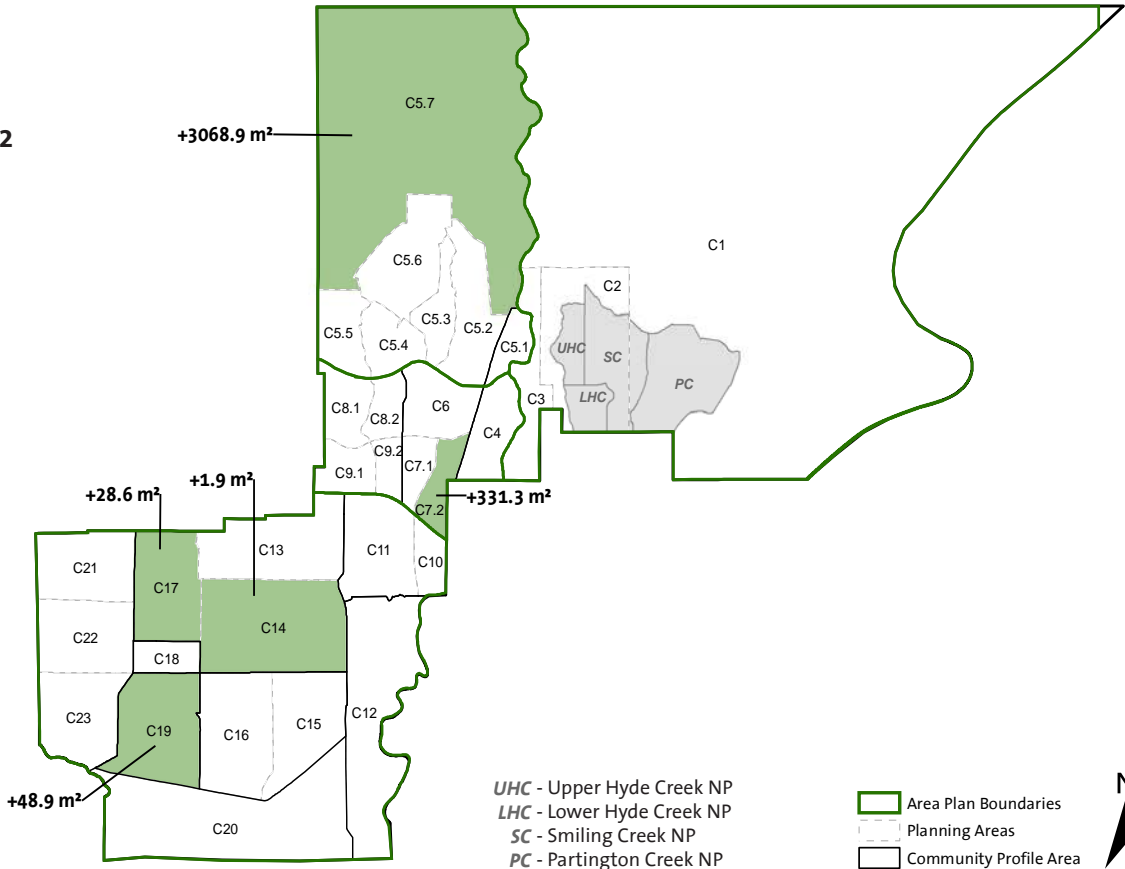 C5.7
+3068.9 m²
2
C1
C5.6
C2
C5.5
C5.4
C5.3
C5.2
C5.1
UHC
SC
PC
LHC
C3
C8.1
C8.2
C6
C4
C9.1
C9.2
C7.1
+331.3 m²
C7.2
+1.9 m²
+28.6 m²
C13
C11
C10
C21
C17
C14
C22
C18
C23
C19
C16
C15
C12
+48.9 m²
C20
UHC - Upper Hyde Creek NP
LHC - Lower Hyde Creek NP
SC - Smiling Creek NP
PC - Partington Creek NP
Area Plan Boundaries
Planning Areas
Community Profile Area
N